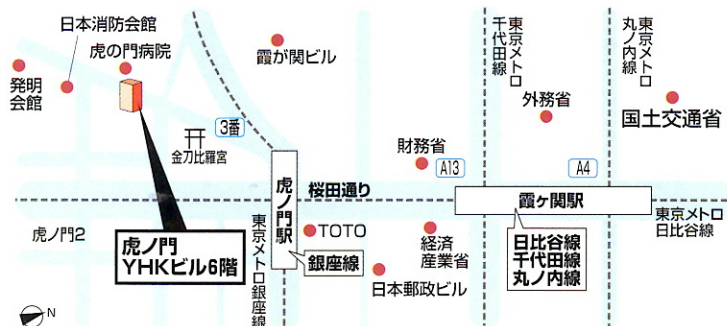 日本消防会館
虎の門病院
発明
会館
霞が関ビル
東京メトロ
千代田線
東京メトロ
丸ノ内線
外務省
国土交通省
3番
金刀比羅宮
財務省
A13
A4
虎ノ門駅
桜田通り
霞ヶ関駅
東京メトロ
日比谷線
虎ノ門2
虎ノ門
YHKビル6階
東京メトロ銀座線
TOTO
銀座線
経済
産業省
日比谷線
千代田線
丸ノ内線
日本郵政ビル
N